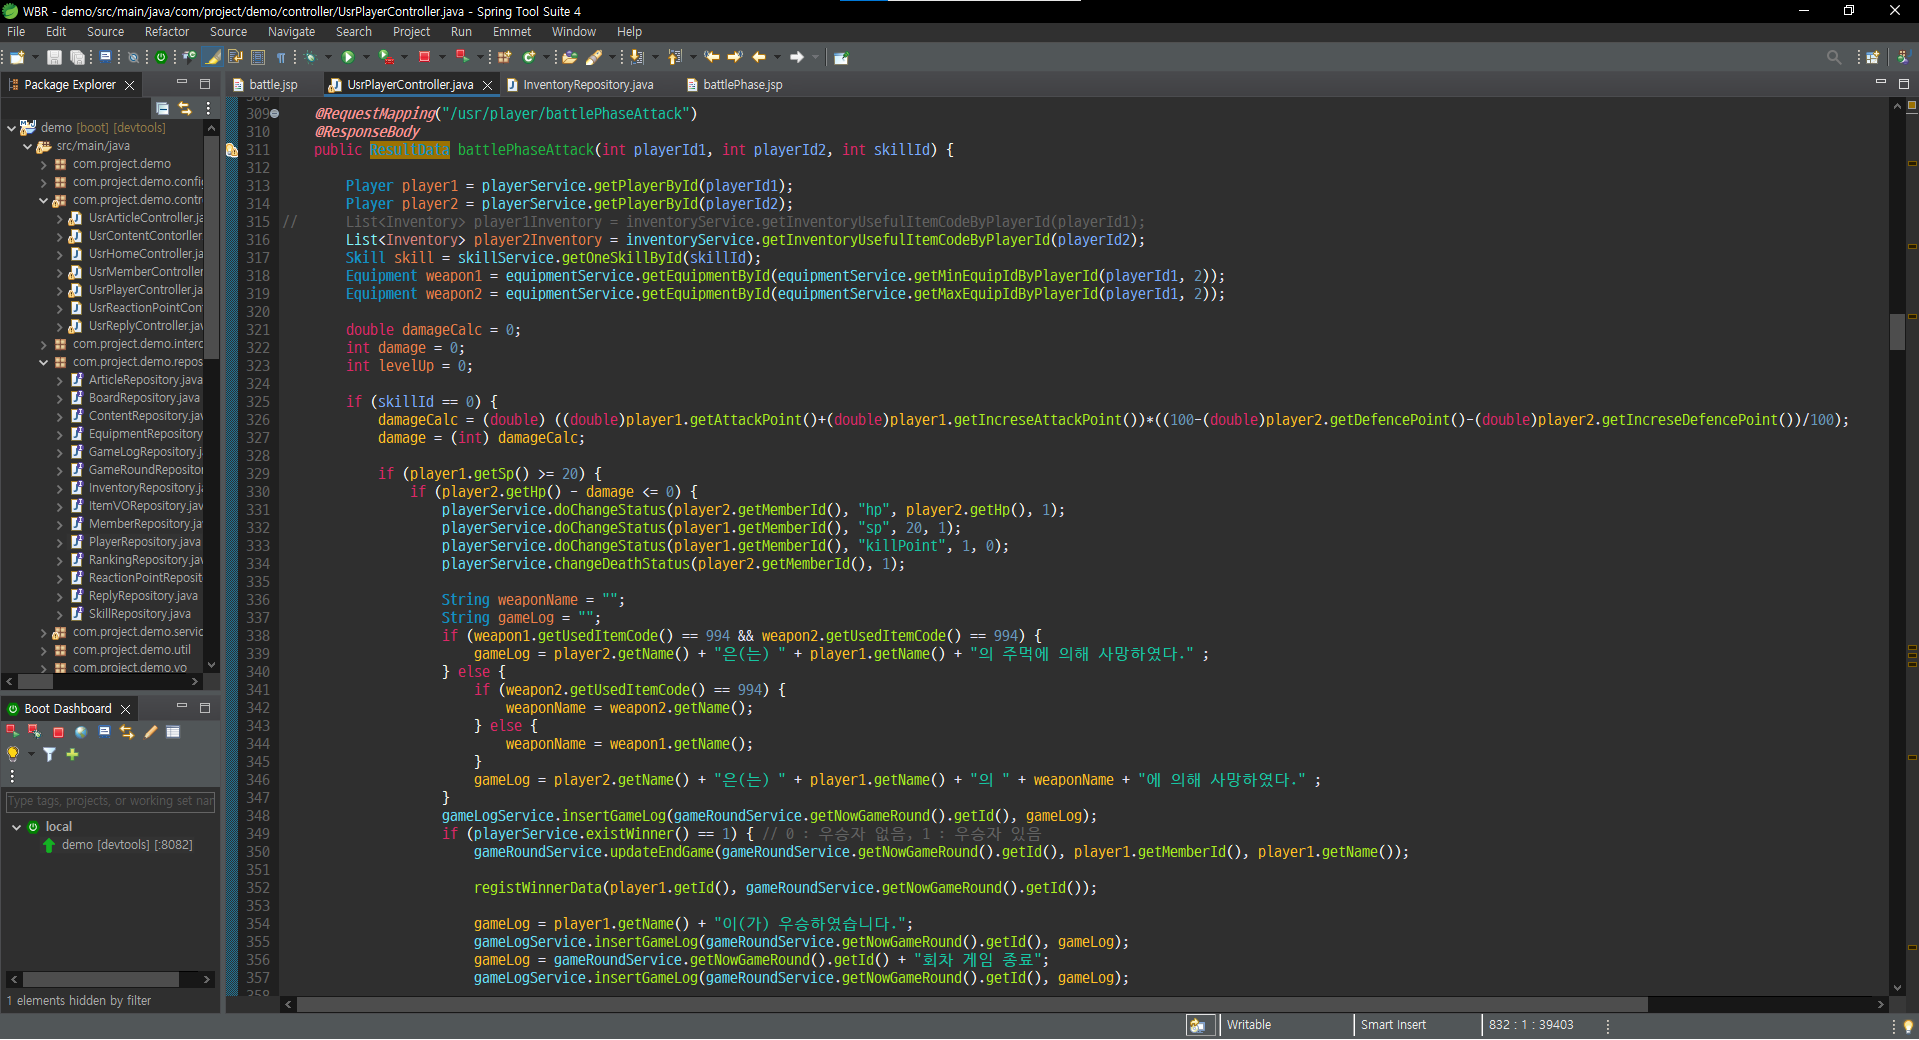 WBR - demo/src/main/java/com/project/demo/controller/UsrPlayerController.java - Spring Tool Suite 4
File Edit Source Refactor Source Navigate Search Project Run Emmet Window Help
Package Explorer
battle.jsp UsrPlayerController.java InventoryRepository.java battlePhase.jsp
demo [boot] [devtools]
src/main/java
com.project.demo
com.project.demo.confi
com.project.demo.contr
UsrArticleController.ja
UsrContentContorller
UsrHomeController.ja
UsrMemberController
UsrPlayerController.ja
UsrReactionPointCon
UsrReplyController.jav
com.project.demo.interc
com.project.demo.repos
ArticleRepository.java
BoardRepository.java
ContentRepository.java
EquipmentRepository
GameLogRepository.j
GameRoundRepositor
InventoryRepository.ja
ItemVORepository.jav
MemberRepository.ja
PlayerRepository.java
RankingRepository.jav
ReactionPointReposit
ReplyRepository.java
SkillRepository.java
com.project.demo.servic
com.project.demo.util
com.project.demo.vo
Boot Dashboard
Type tags, projects, or working set nam
local
demo [devtools] [:8082]
1 elements hidden by filter
308
309 @RequestMapping("/usr/player/battlePhaseAttack")
310 @ResponseBody
311 public ResultData battlePhaseAttack(int playerId1, int playerId2, int skillId) {
312
313 Player player1 = playerService.getPlayerById(playerId1);
314 Player player2 = playerService.getPlayerById(playerId2);
315 // List<Inventory> player1Inventory = inventoryService.getInventoryUsefulItemCodeByPlayerId(playerId1);
316 List<Inventory> player2Inventory = inventoryService.getInventoryUsefulItemCodeByPlayerId(playerId2);
317 Skill skill = skillService.getOneSkillById(skillId);
318 Equipment weapon1 = equipmentService.getEquipmentById(equipmentService.getMinEquipIdByPlayerId(playerId1, 2));
319 Equipment weapon2 = equipmentService.getEquipmentById(equipmentService.getMaxEquipIdByPlayerId(playerId1, 2));
320
321 double damageCalc = 0;
322 int damage = 0;
323 int levelUp = 0;
324
325 if (skillId == 0) {
326 damageCalc = (double) ((double)player1.getAttackPoint()+(double)player1.getIncreseAttackPoint())*((100-(double)player2.getDefencePoint()-(double)player2.getIncreseDefencePoint())/100);
327 damage = (int) damageCalc;
328
329 if (player1.getSp() >= 20) {
330 if (player2.getHp() - damage <= 0) {
331 playerService.doChangeStatus(player2.getMemberId(), "hp", player2.getHp(), 1);
332 playerService.doChangeStatus(player1.getMemberId(), "sp", 20, 1);
333 playerService.doChangeStatus(player1.getMemberId(), "killPoint", 1, 0);
334 playerService.changeDeathStatus(player2.getMemberId(), 1);
335
336 String weaponName = "";
337 String gameLog = "";
338 if (weapon1.getUsedItemCode() == 994 && weapon2.getUsedItemCode() == 994) {
339 gameLog = player2.getName() + "은(는) " + player1.getName() + "의 주먹에 의해 사망하였다." ;
340 } else {
341 if (weapon2.getUsedItemCode() == 994) {
342 weaponName = weapon2.getName();
343 } else {
344 weaponName = weapon1.getName();
345 }
346 gameLog = player2.getName() + "은(는) " + player1.getName() + "의 " + weaponName + "에 의해 사망하였다." ;
347 }
348 gameLogService.insertGameLog(gameRoundService.getNowGameRound().getId(), gameLog);
349 if (playerService.existWinner() == 1) { // 0 : 우승자 없음, 1 : 우승자 있음
350 gameRoundService.updateEndGame(gameRoundService.getNowGameRound().getId(), player1.getMemberId(), player1.getName());
351
352 registWinnerData(player1.getId(), gameRoundService.getNowGameRound().getId());
353
354 gameLog = player1.getName() + "이(가) 우승하였습니다.";
355 gameLogService.insertGameLog(gameRoundService.getNowGameRound().getId(), gameLog);
356 gameLog = gameRoundService.getNowGameRound().getId() + "회차 게임 종료";
357 gameLogService.insertGameLog(gameRoundService.getNowGameRound().getId(), gameLog);
358
Writable Smart Insert 832 : 1 : 39403